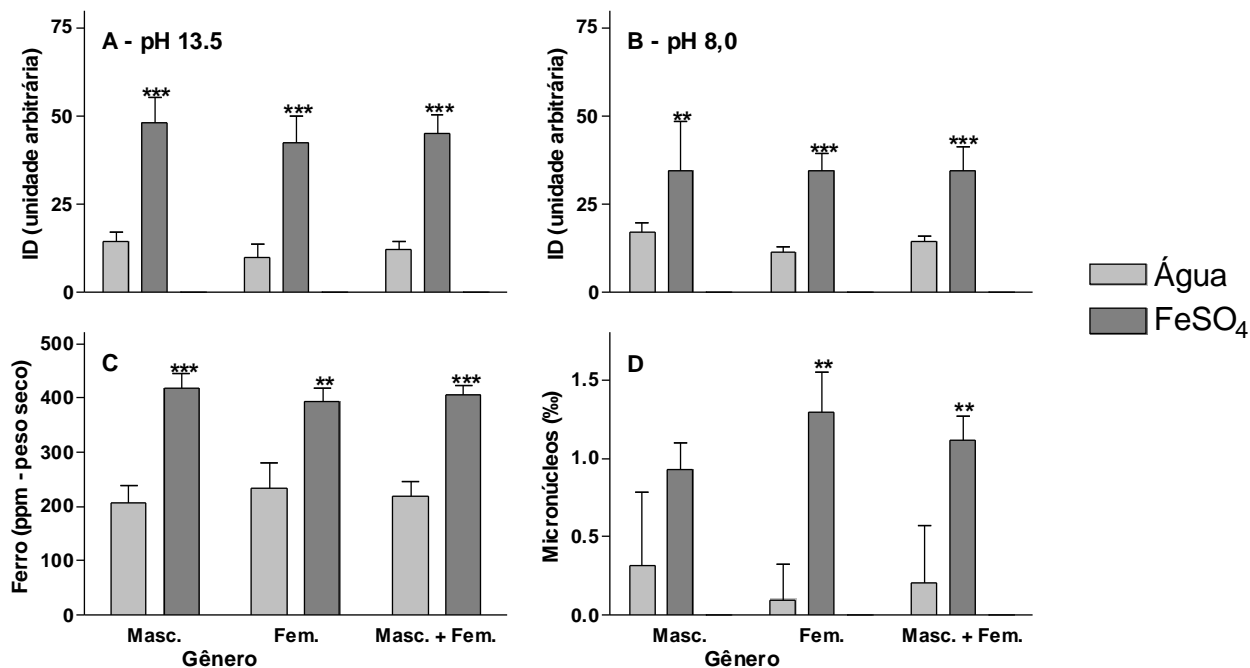 A - pH 13.5
ID (unidade arbitrária)
75
50
25
0
***
***
***
B - pH 8,0
ID (unidade arbitrária)
75
50
25
0
**
***
***
Água
FeSO4
C
Ferro (ppm - peso seco)
500
400
300
200
100
0
***
**
***
Masc.
Fem.
Masc. + Fem.
Gênero
D
Micronúcleos (‰)
1.5
1.0
0.5
0.0
**
**
Masc.
Fem.
Masc. + Fem.
Gênero